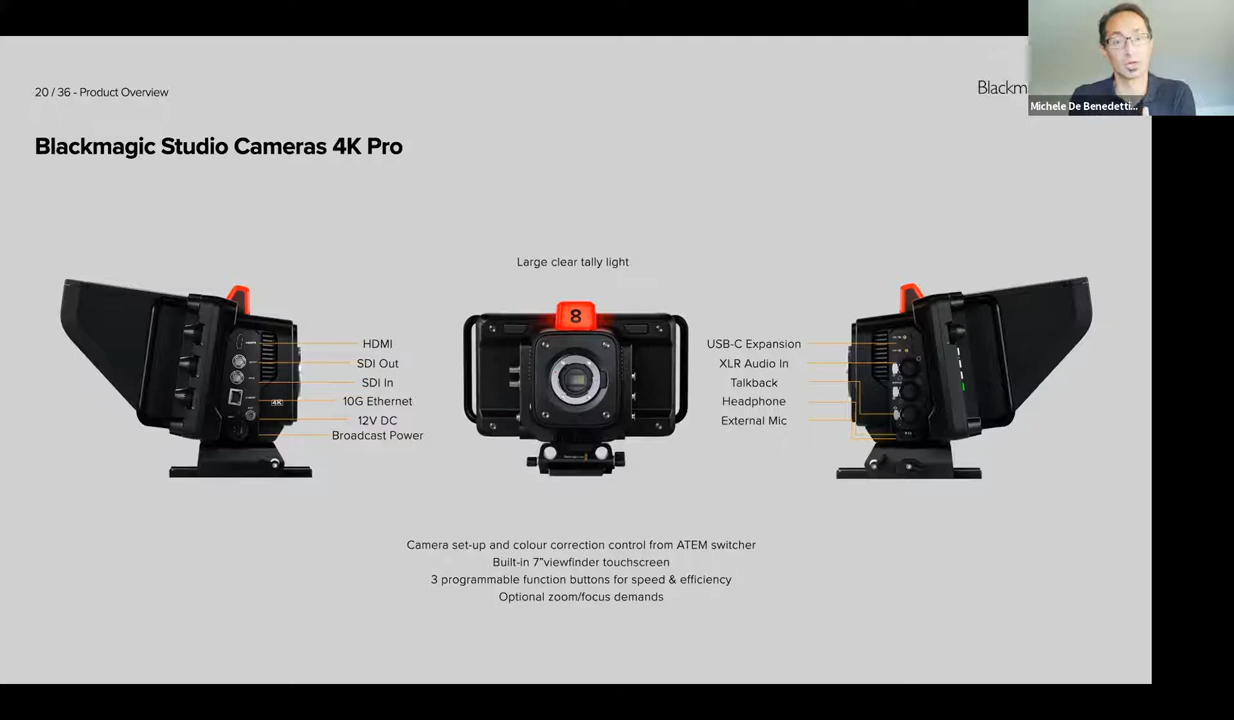 20 / 36 - Product Overview
Blackm
Michele De Benedetti...
Blackmagic Studio Cameras 4K Pro
Large clear tally light
8
HDMI
SDI Out
SDI In
10G Ethernet
12V DC
Broadcast Power
4K
USB-C Expansion
XLR Audio In
Talkback
Headphone
External Mic
Camera set-up and colour correction control from ATEM switcher
Built-in 7”viewfinder touchscreen
3 programmable function buttons for speed & efficiency
Optional zoom/focus demands